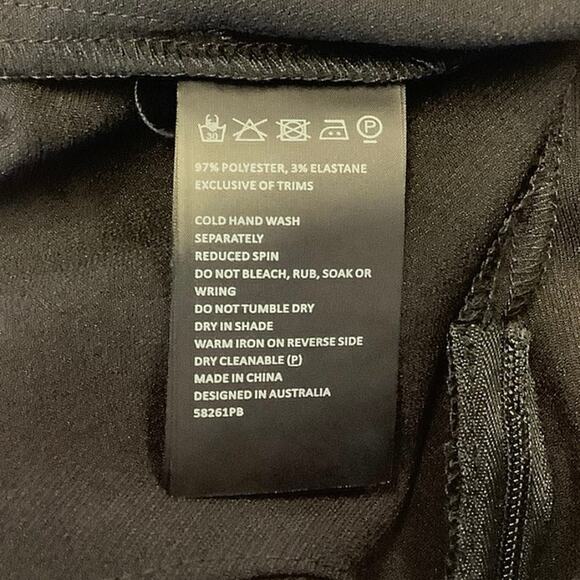 30 P
97% POLYESTER, 3% ELASTANE
EXCLUSIVE OF TRIMS
COLD HAND WASH
SEPARATELY
REDUCED SPIN
DO NOT BLEACH, RUB, SOAK OR
WRING
DO NOT TUMBLE DRY
DRY IN SHADE
WARM IRON ON REVERSE SIDE
DRY CLEANABLE (P)
MADE IN CHINA
DESIGNED IN AUSTRALIA
58261PB